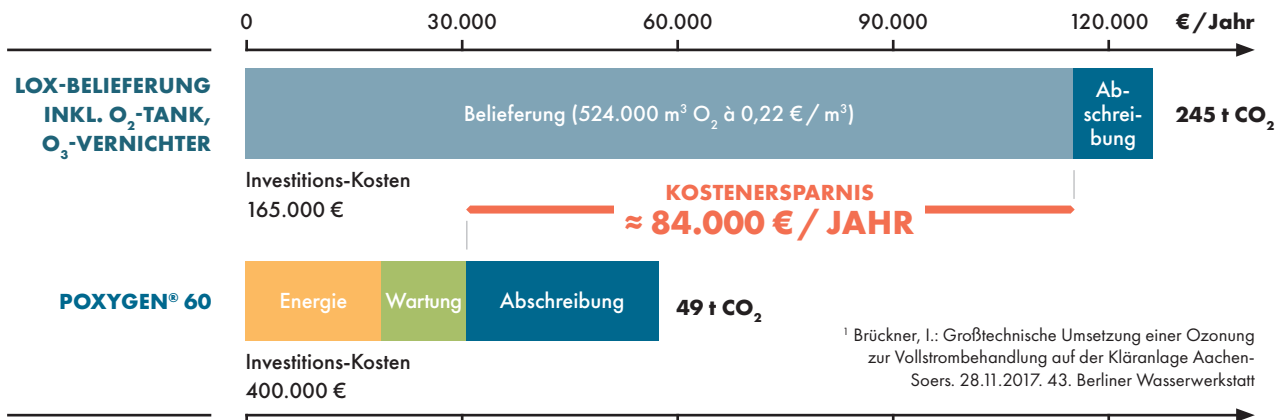 0 30.000 60.000 90.000 120.000 €/Jahr
LOX-BELIEFERUNG
INKL. O₂-TANK,
O₃-VERNICHTER
Belieferung (524.000 m³ O₂ à 0,22 €/m³)
Ab-
schrei-
bung
245 t CO₂
Investitions-Kosten
165.000 €
KOSTENERSPARNIS
≈ 84.000 €/JAHR
POXYGEN® 60
Energie
Wartung
Abschreibung
49 t CO₂
Investitions-Kosten
400.000 €
¹ Brückner, I.: Großtechnische Umsetzung einer Ozonung
zur Vollstrombehandlung auf der Kläranlage Aachen-
Soers. 28.11.2017. 43. Berliner Wasserwerkstatt